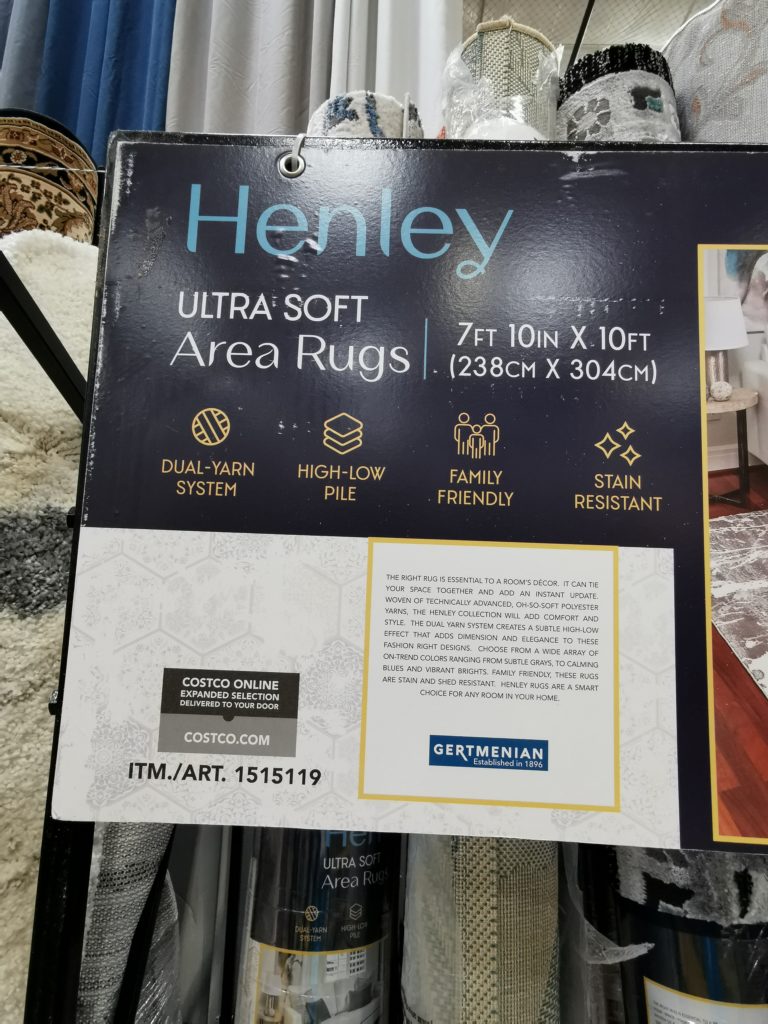 Henley
ULTRA SOFT
Area Rugs
7FT 10IN X 10FT
(238CM X 304CM)
DUAL-YARN
SYSTEM
HIGH-LOW
PILE
FAMILY
FRIENDLY
STAIN
RESISTANT
THE RIGHT RUG IS ESSENTIAL TO A ROOM'S DÉCOR. IT CAN TIE
YOUR SPACE TOGETHER AND ADD AN INSTANT UPDATE.
WOVEN OF TECHNICALLY ADVANCED, OH-SO-SOFT POLYESTER
YARNS, THE HENLEY COLLECTION WILL ADD COMFORT AND
STYLE. THE DUAL YARN SYSTEM CREATES A SUBTLE HIGH-LOW
EFFECT THAT ADDS DIMENSION AND ELEGANCE TO THESE
FASHION RIGHT DESIGNS. CHOOSE FROM A WIDE ARRAY OF
ON-TREND COLORS RANGING FROM SUBTLE GRAYS, TO CALMING
BLUES AND VIBRANT BRIGHTS. FAMILY FRIENDLY, THESE RUGS
ARE STAIN AND SHED RESISTANT. HENLEY RUGS ARE A SMART
CHOICE FOR ANY ROOM IN YOUR HOME.
GERTMENIAN
Established in 1896
COSTCO ONLINE
EXPANDED SELECTION
DELIVERED TO YOUR DOOR
COSTCO.COM
ITM./ART. 1515119
Henley
ULTRA SOFT
Area Rugs
DUAL-YARN
SYSTEM
HIGH-LOW
PILE